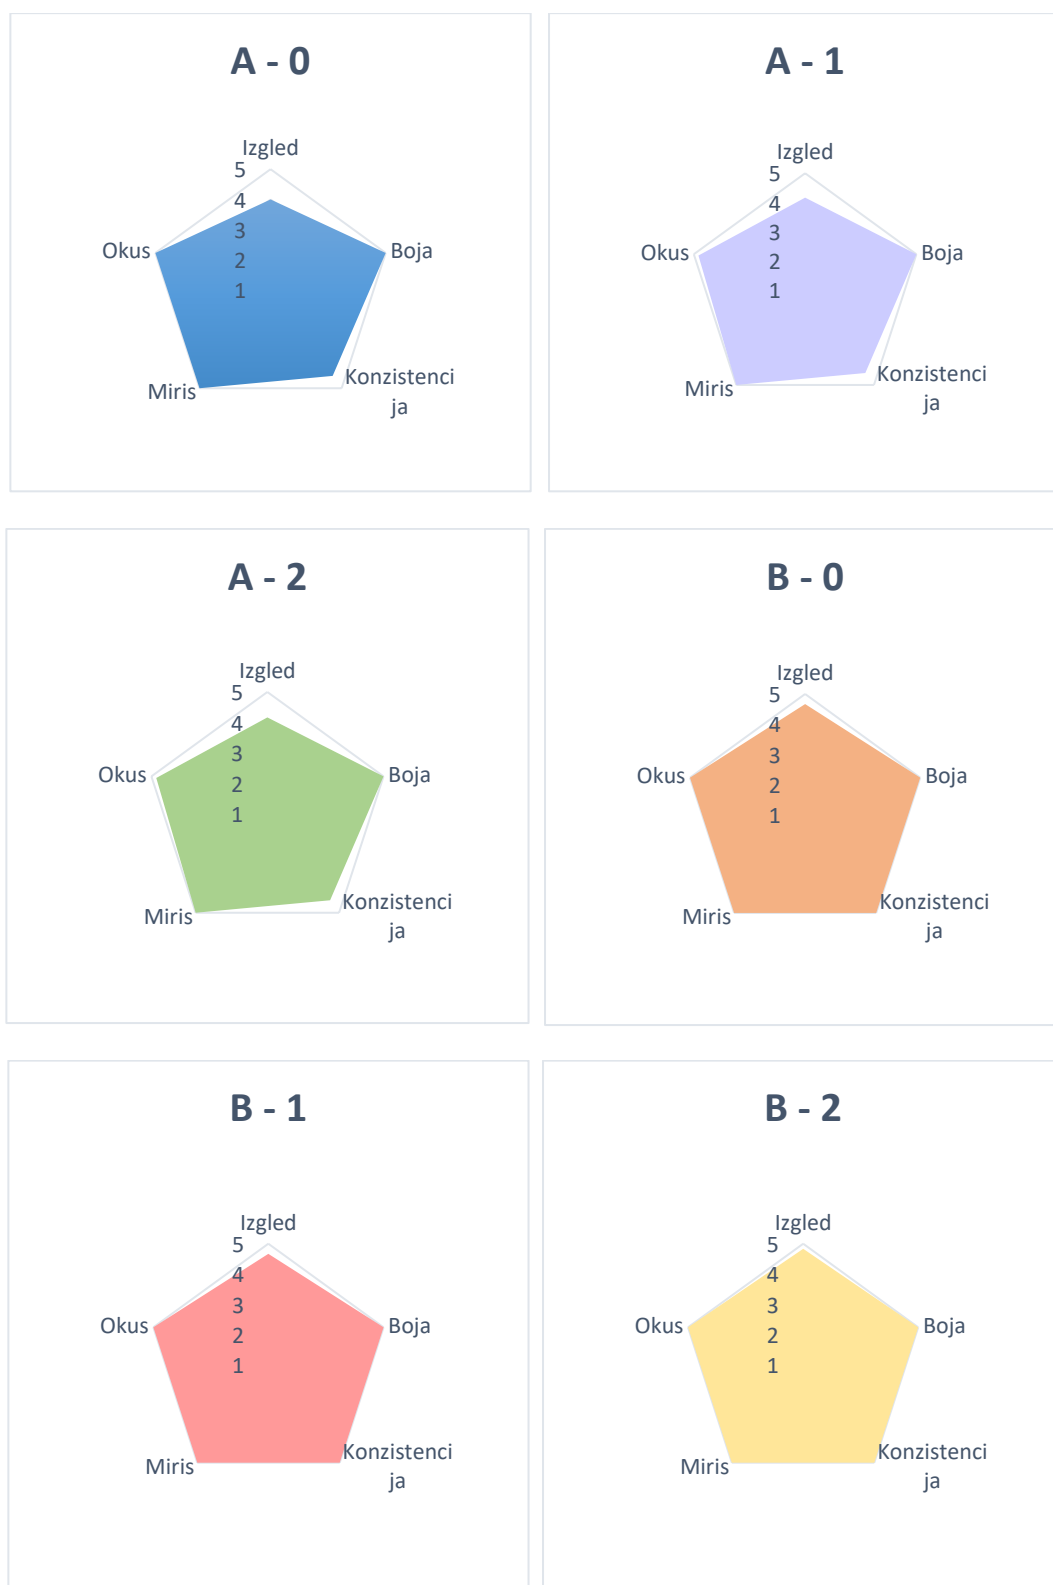 A - 0
Izgled
5
4
3
2
1
Okus
Boja
Miris
Konzistenci
ja
A - 1
Izgled
5
4
3
2
1
Okus
Boja
Miris
Konzistenci
ja
A - 2
Izgled
5
4
3
2
1
Okus
Boja
Miris
Konzistenci
ja
B - 0
Izgled
5
4
3
2
1
Okus
Boja
Miris
Konzistenci
ja
B - 1
Izgled
5
4
3
2
1
Okus
Boja
Miris
Konzistenci
ja
B - 2
Izgled
5
4
3
2
1
Okus
Boja
Miris
Konzistenci
ja